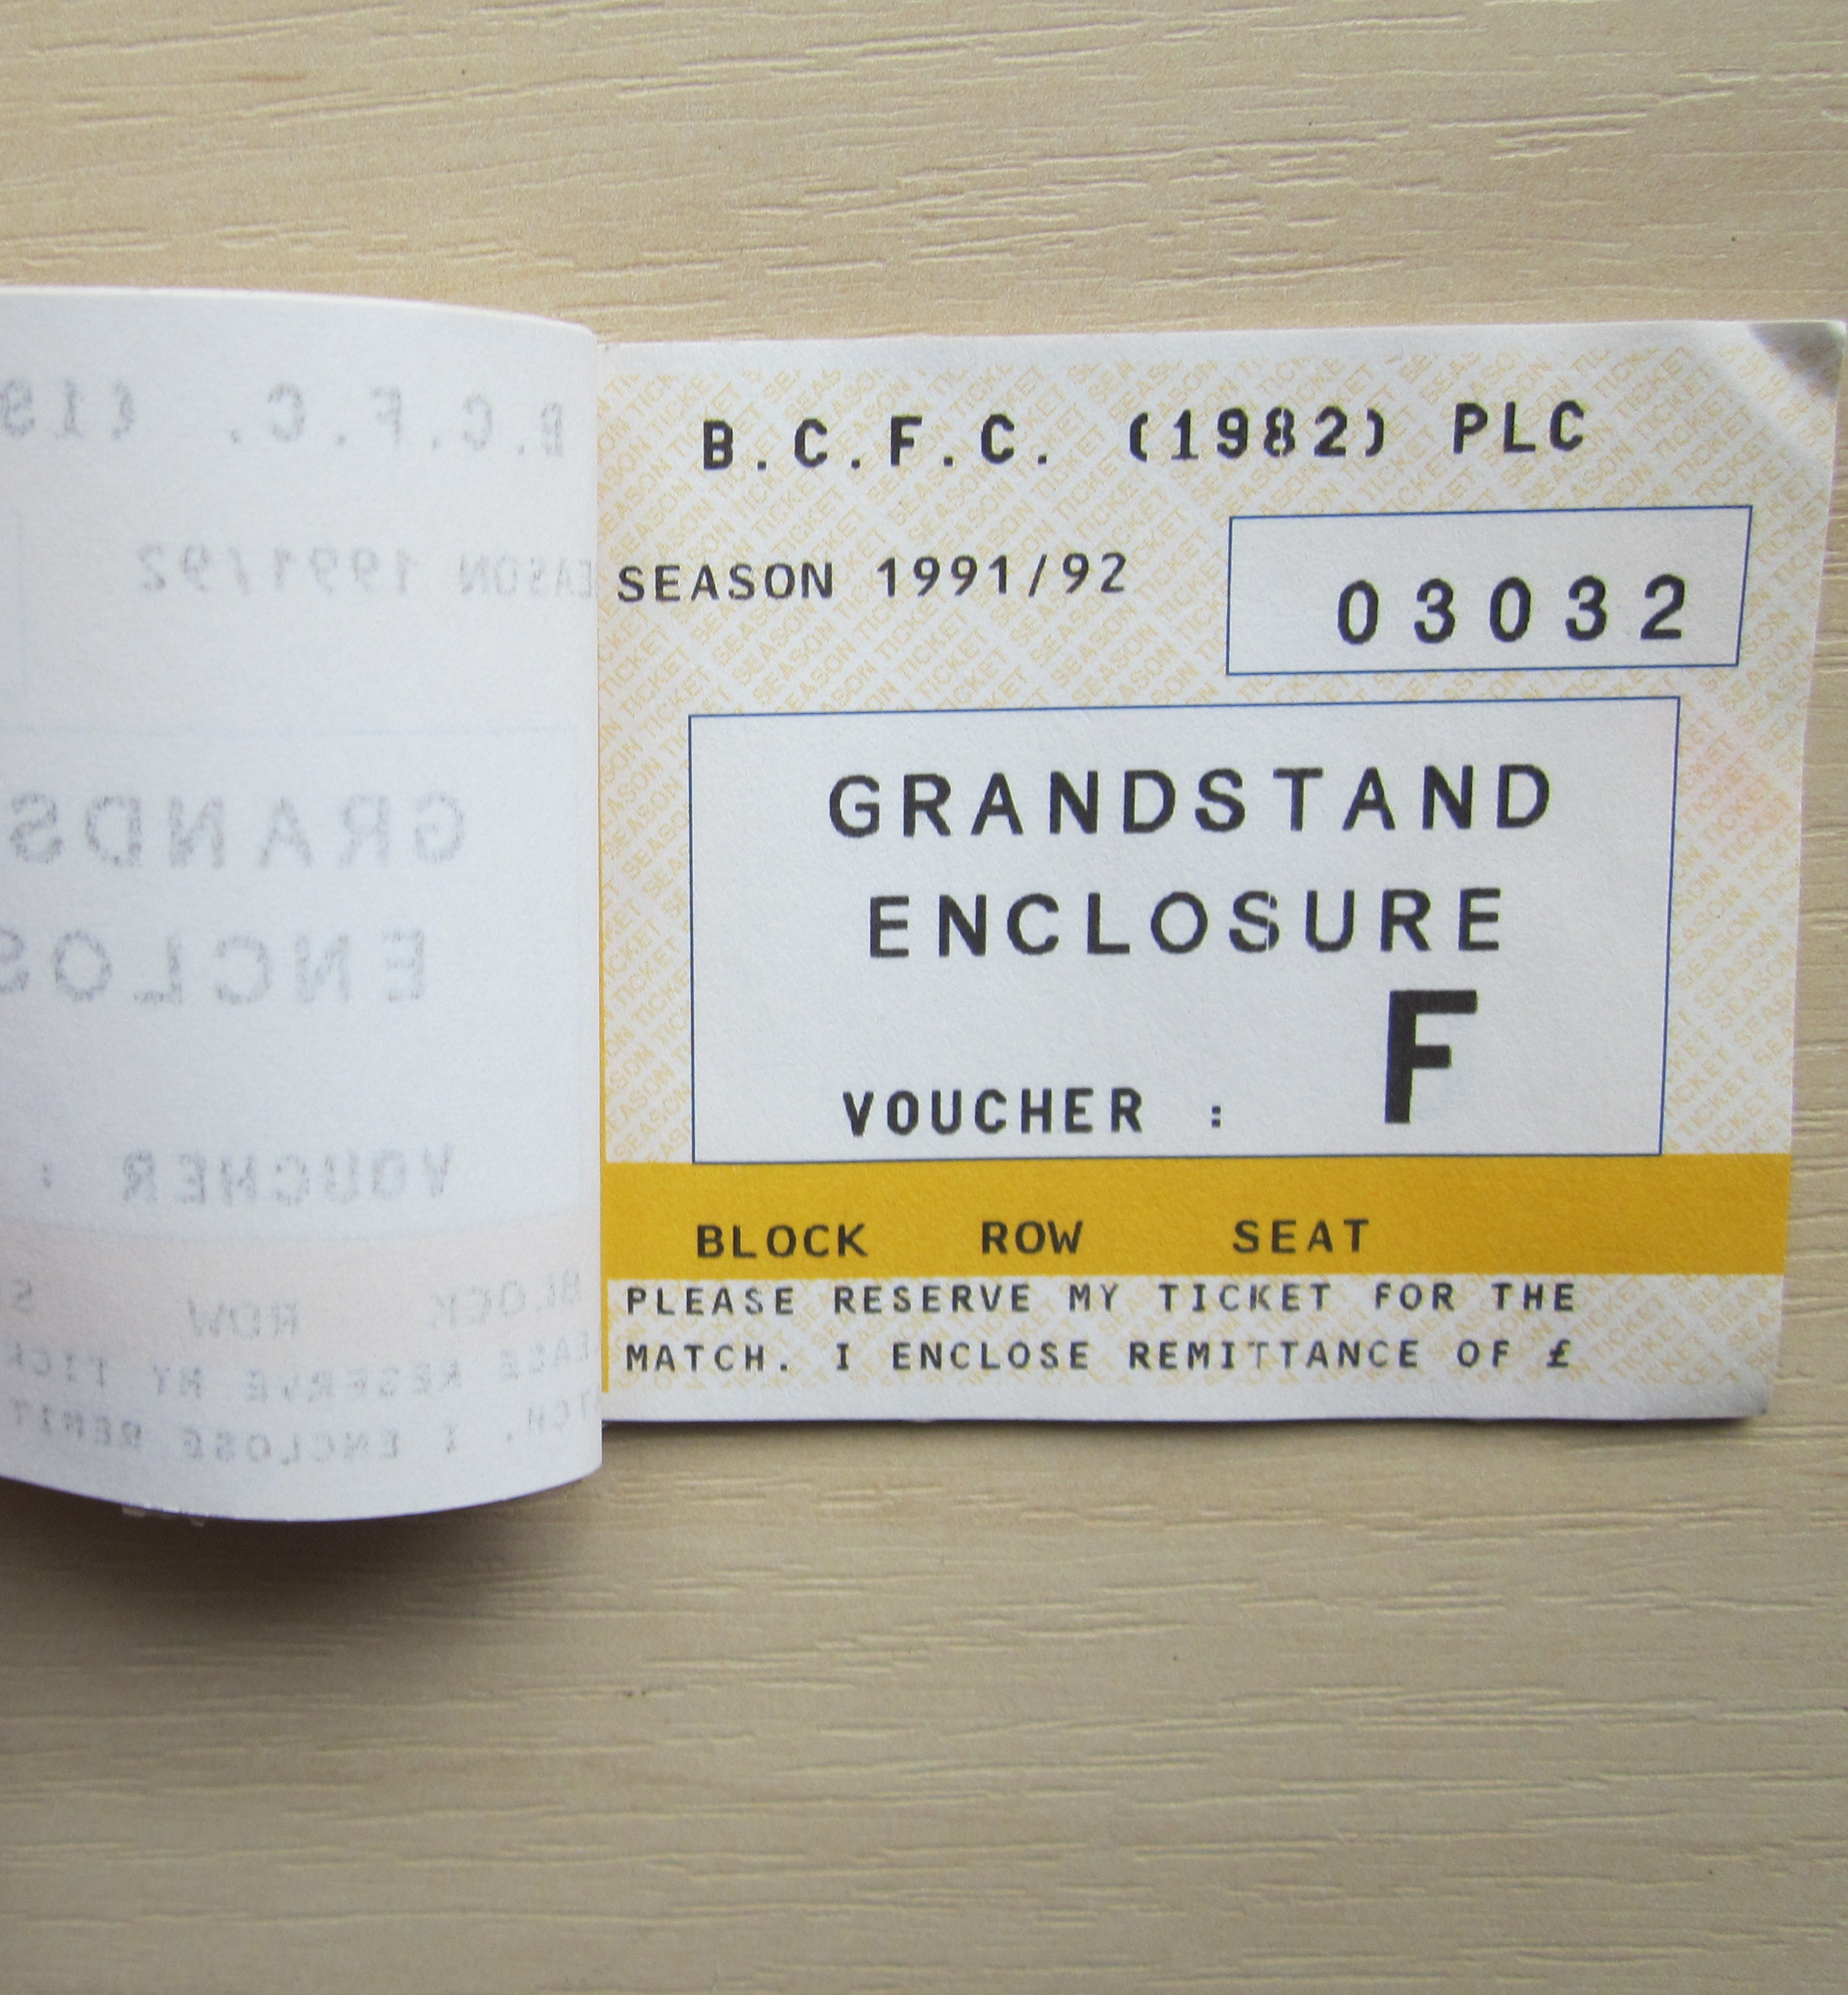 B.C.F.C. (1982) PLC
SEASON 1991/92
03032
GRANDSTAND
ENCLOSURE
VOUCHER : F
BLOCK ROW SEAT
PLEASE RESERVE MY TICKET FOR THE
MATCH. I ENCLOSE REMITTANCE OF £